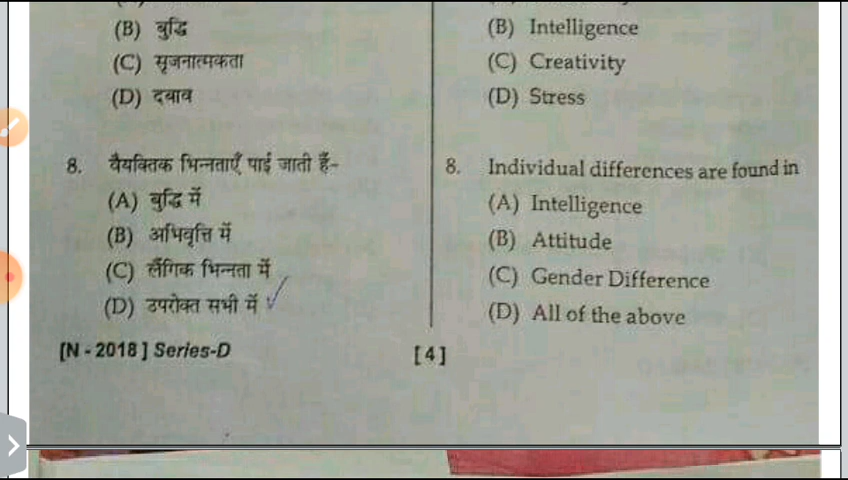 (B) बुद्धि
(C) सृजनात्मकता
(D) दबाव
8. वैयक्तिक भिन्नताएँ पाई जाती हैं-
(A) बुद्धि में
(B) अभिवृत्ति में
(C) लैंगिक भिन्नता में
(D) उपरोक्त सभी में
[N - 2018 ] Series-D
(B) Intelligence
(C) Creativity
(D) Stress
8. Individual differences are found in
(A) Intelligence
(B) Attitude
(C) Gender Difference
(D) All of the above
[4]